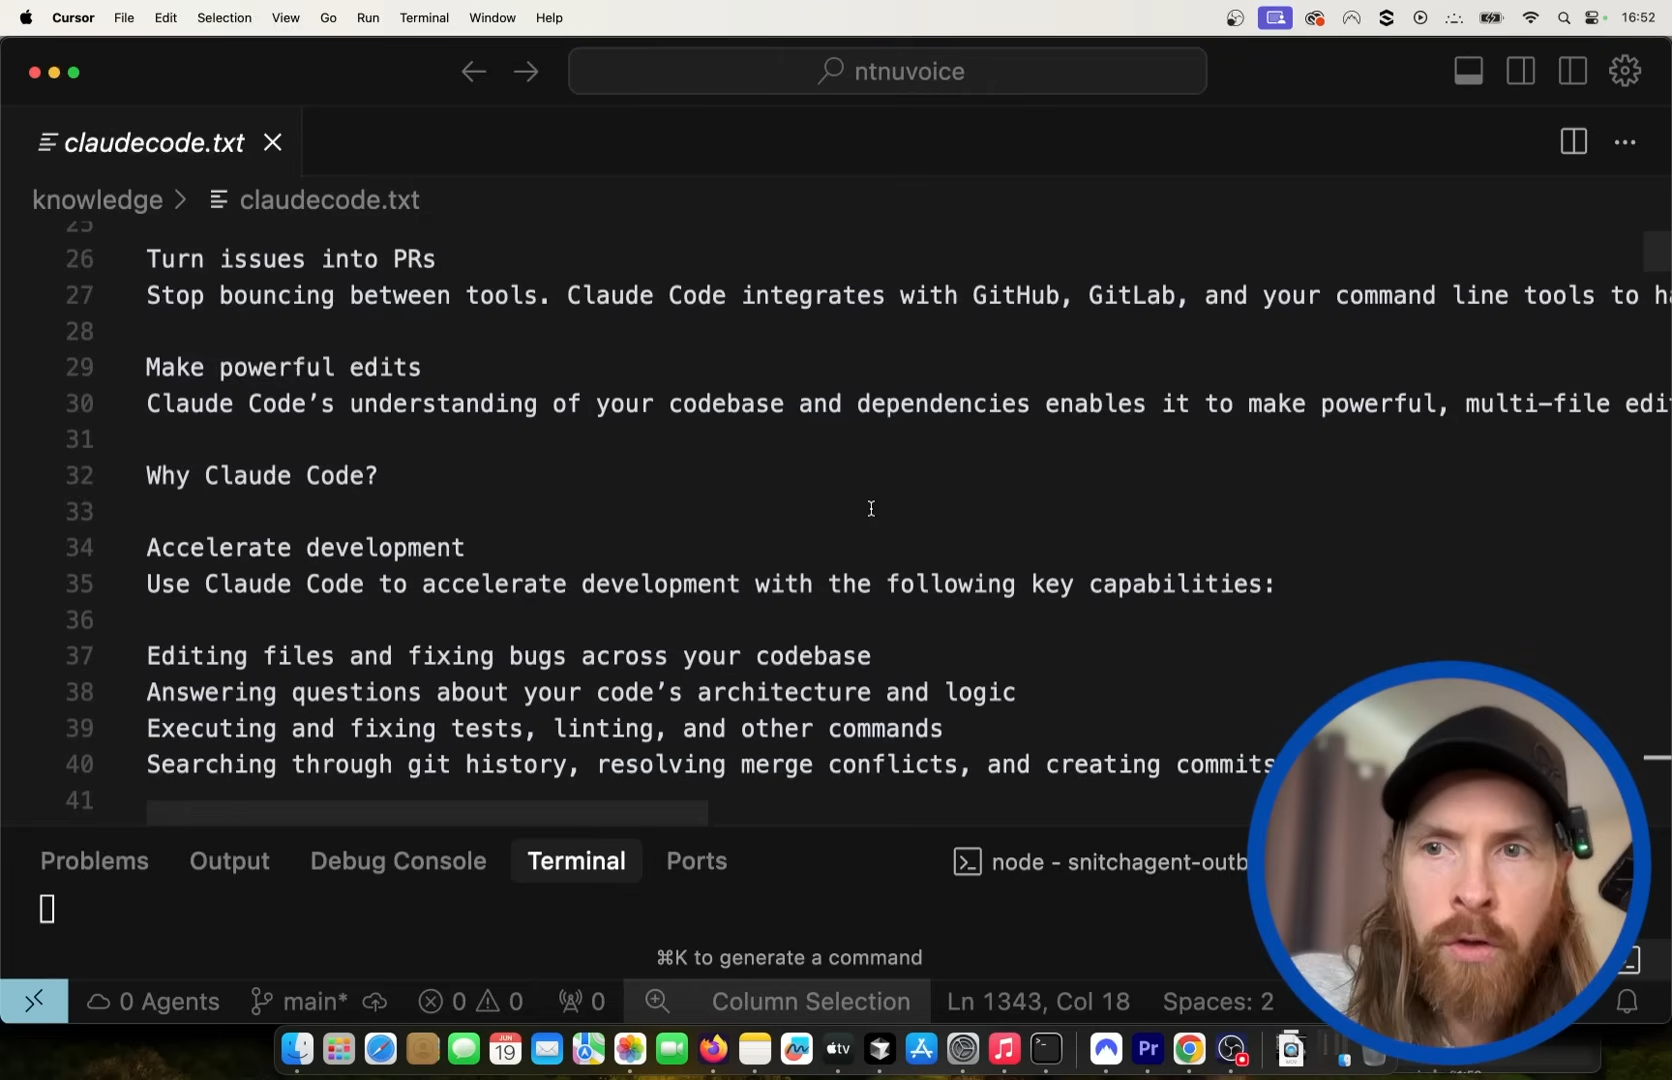 Cursor File Edit Selection View Go Run Terminal Window Help 16:52
ntnuvoice
claudecode.txt
knowledge > claudecode.txt
25
26 Turn issues into PRs
27 Stop bouncing between tools. Claude Code integrates with GitHub, GitLab, and your command line tools to
28
29 Make powerful edits
30 Claude Code’s understanding of your codebase and dependencies enables it to make powerful, multi-file
31
32 Why Claude Code?
33
34 Accelerate development
35 Use Claude Code to accelerate development with the following key capabilities:
36
37 Editing files and fixing bugs across your codebase
38 Answering questions about your code’s architecture and logic
39 Executing and fixing tests, linting, and other commands
40 Searching through git history, resolving merge conflicts, and creating commits
41
Problems Output Debug Console Terminal Ports node - snitchagent-outb
⌘K to generate a command
0 Agents main* 0 0 0 Column Selection Ln 1343, Col 18 Spaces: 2
JUN
19
tv
Pr